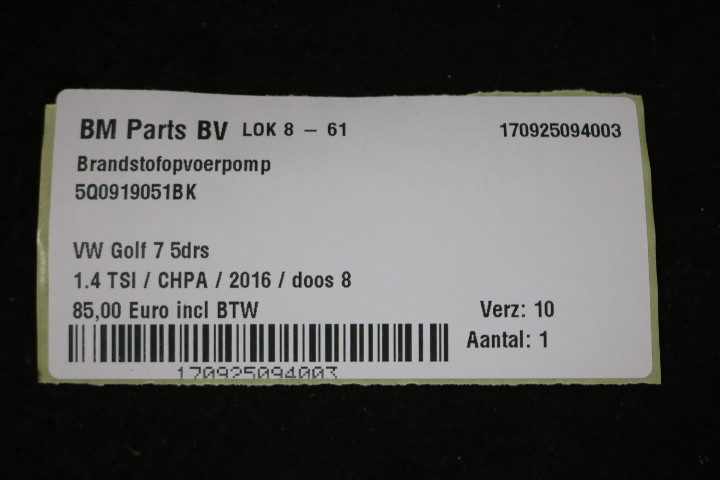 BM Parts BV LOK 8 – 61 170925094003
Brandstofopvoerpomp
5Q0919051BK
VW Golf 7 5drs
1.4 TSI / CHPA / 2016 / doos 8
85,00 Euro incl BTW Verz: 10
Aantal: 1
170925094003